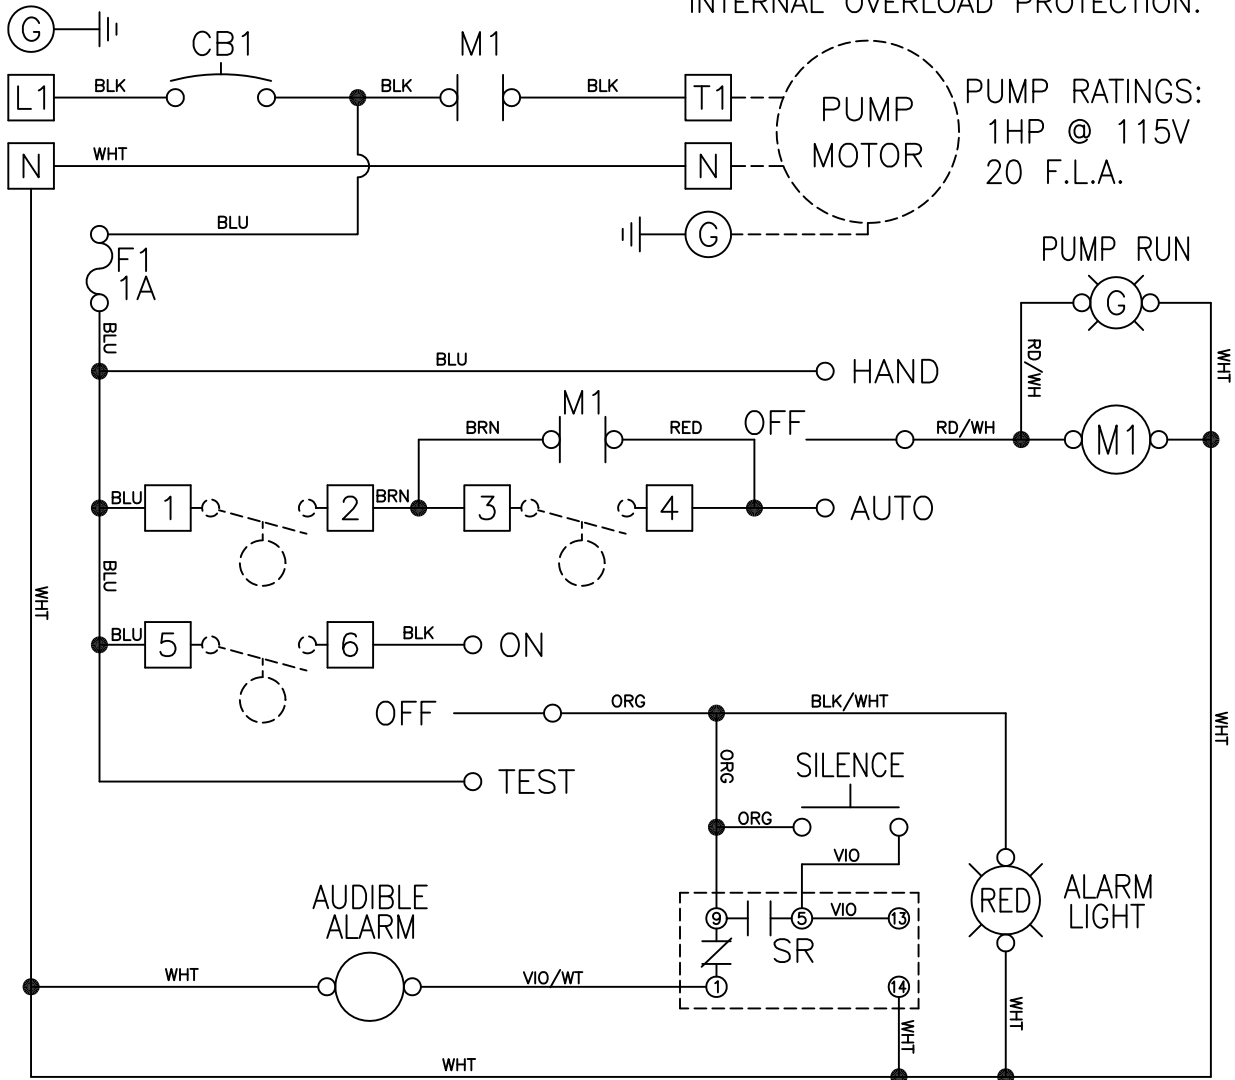 INTERNAL OVERLOAD PROTECTION.
G
CB1
M1
L1
BLK
BLK
BLK
T1
PUMP
MOTOR
PUMP RATINGS:
1HP @ 115V
20 F.L.A.
N
WHT
N
BLU
G
F1
1A
PUMP RUN
G
BLU
BLU
HAND
RD/WH
WHT
M1
BRN
RED
OFF
RD/WH
M1
BLU
1
2
BRN
3
4
AUTO
BLU
WHT
BLU
5
6
BLK
ON
OFF
ORG
BLK/WHT
WHT
ORG
TEST
SILENCE
ORG
VIO
AUDIBLE
ALARM
9
5
VIO
13
SR
RED
ALARM
LIGHT
WHT
VIO/WT
1
14
WHT
WHT
WHT